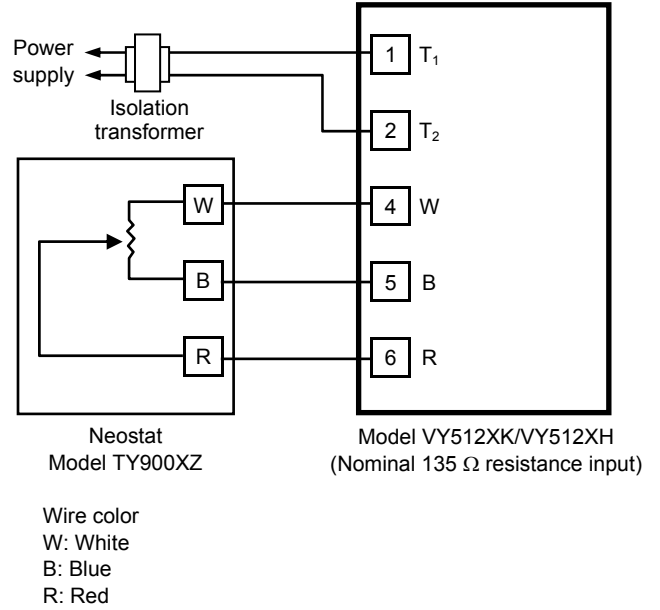 Power
supply
Isolation
transformer
1 T₁
2 T₂
W 4 W
B 5 B
R 6 R
Neostat
Model TY900XZ
Model VY512XK/VY512XH
(Nominal 135 Ω resistance input)
Wire color
W: White
B: Blue
R: Red